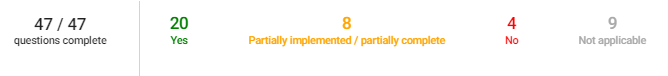 47 / 47
questions complete
20
Yes
8
Partially implemented / partially complete
4
No
9
Not applicable